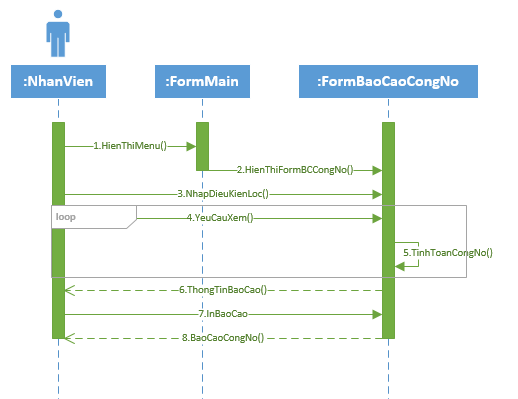 :NhanVien
:FormMain
:FormBaoCaoCongNo
1.HienThiMenu()
2.HienThiFormBCCongNo()
3.NhapDieuKienLoc()
loop
4.YeuCauXem()
5.TinhToanCongNo()
6.ThongTinBaoCao()
7.InBaoCao
8.BaoCaoCongNo()